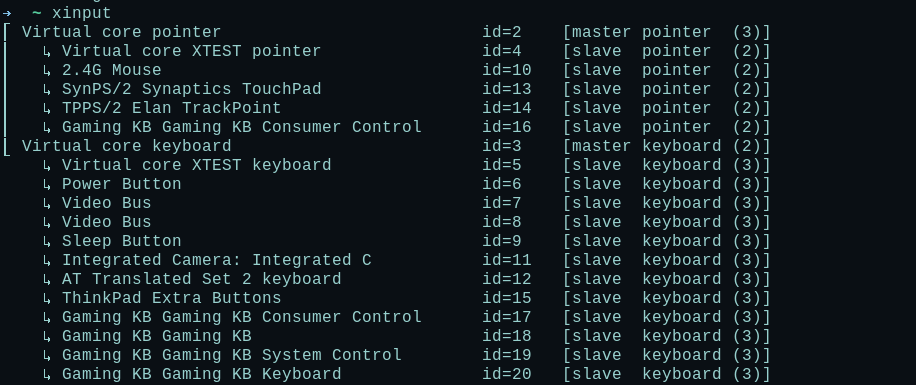 ➜  ~ xinput
⎡ Virtual core pointer                          id=2    [master pointer  (3)]
⎜   ↳ Virtual core XTEST pointer                id=4    [slave  pointer  (2)]
⎜   ↳ 2.4G Mouse                                id=10   [slave  pointer  (2)]
⎜   ↳ SynPS/2 Synaptics TouchPad                id=13   [slave  pointer  (2)]
⎜   ↳ TPPS/2 Elan TrackPoint                    id=14   [slave  pointer  (2)]
⎜   ↳ Gaming KB Gaming KB Consumer Control      id=16   [slave  pointer  (2)]
⎣ Virtual core keyboard                         id=3    [master keyboard (2)]
    ↳ Virtual core XTEST keyboard               id=5    [slave  keyboard (3)]
    ↳ Power Button                              id=6    [slave  keyboard (3)]
    ↳ Video Bus                                 id=7    [slave  keyboard (3)]
    ↳ Video Bus                                 id=8    [slave  keyboard (3)]
    ↳ Sleep Button                              id=9    [slave  keyboard (3)]
    ↳ Integrated Camera: Integrated C           id=11   [slave  keyboard (3)]
    ↳ AT Translated Set 2 keyboard              id=12   [slave  keyboard (3)]
    ↳ ThinkPad Extra Buttons                    id=15   [slave  keyboard (3)]
    ↳ Gaming KB Gaming KB Consumer Control      id=17   [slave  keyboard (3)]
    ↳ Gaming KB Gaming KB                       id=18   [slave  keyboard (3)]
    ↳ Gaming KB Gaming KB System Control        id=19   [slave  keyboard (3)]
    ↳ Gaming KB Gaming KB Keyboard              id=20   [slave  keyboard (3)]